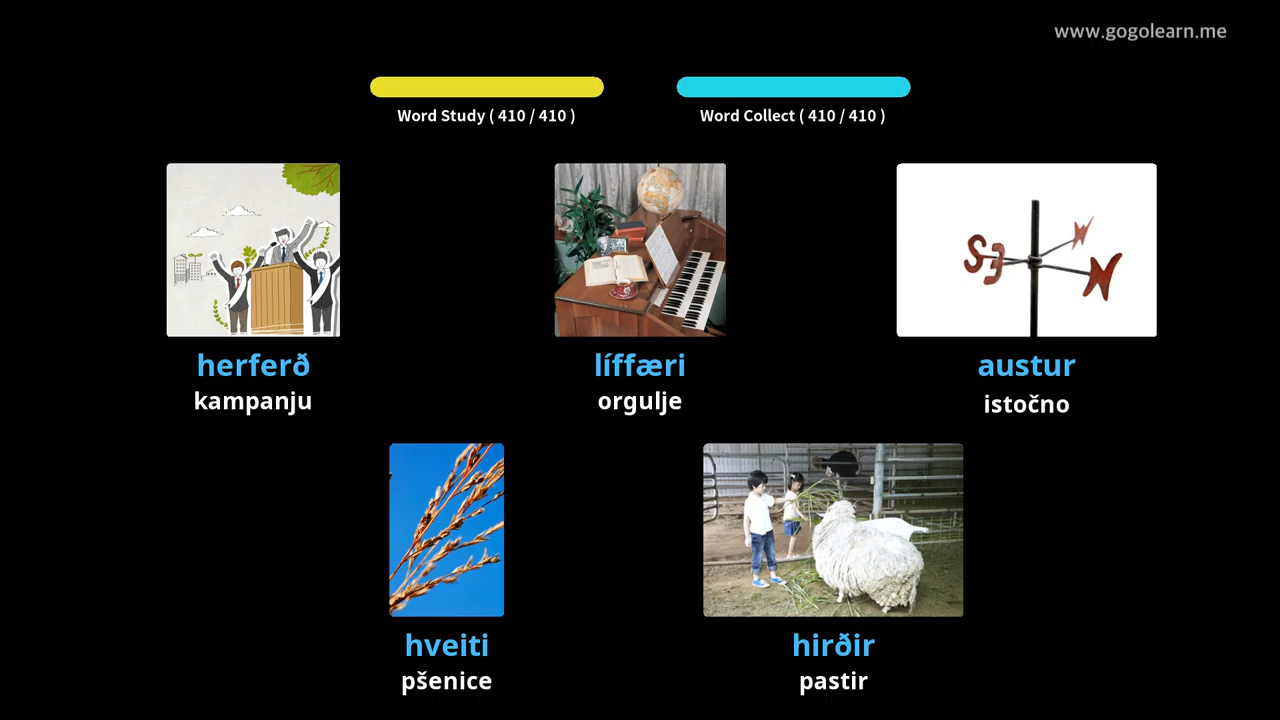 www.gogolearn.me
Word Study ( 410 / 410 )
Word Collect ( 410 / 410 )
S E N W
herferð
kampanju
líffæri
orgulje
austur
istočno
hveiti
pšenice
hirðir
pastir